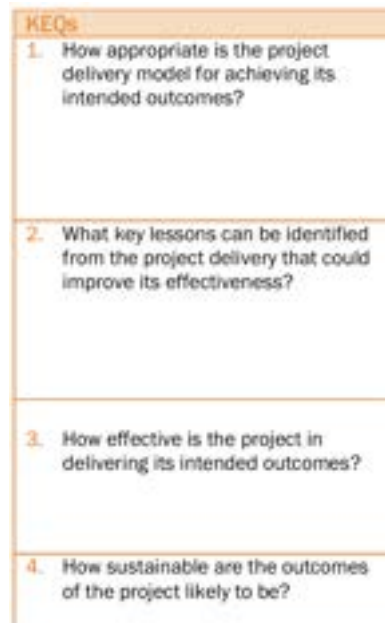 KEQs
1. How appropriate is the project
delivery model for achieving its
intended outcomes?
2. What key lessons can be identified
from the project delivery that could
improve its effectiveness?
3. How effective is the project in
delivering its intended outcomes?
4. How sustainable are the outcomes
of the project likely to be?